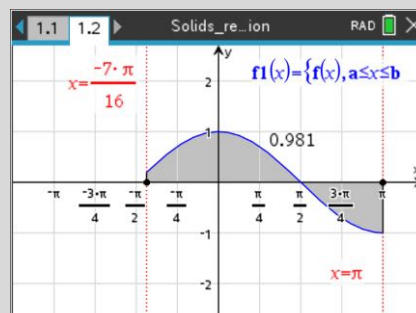 1.1 1.2 Solids_re...ion RAD
y
x = -7·π/16
f1(x)={f(x),a≤x≤b
2
1
0.981
x
-π -3·π/4 -π/2 -π/4 π/4 π/2 3·π/4 π
-1
x=π
-2